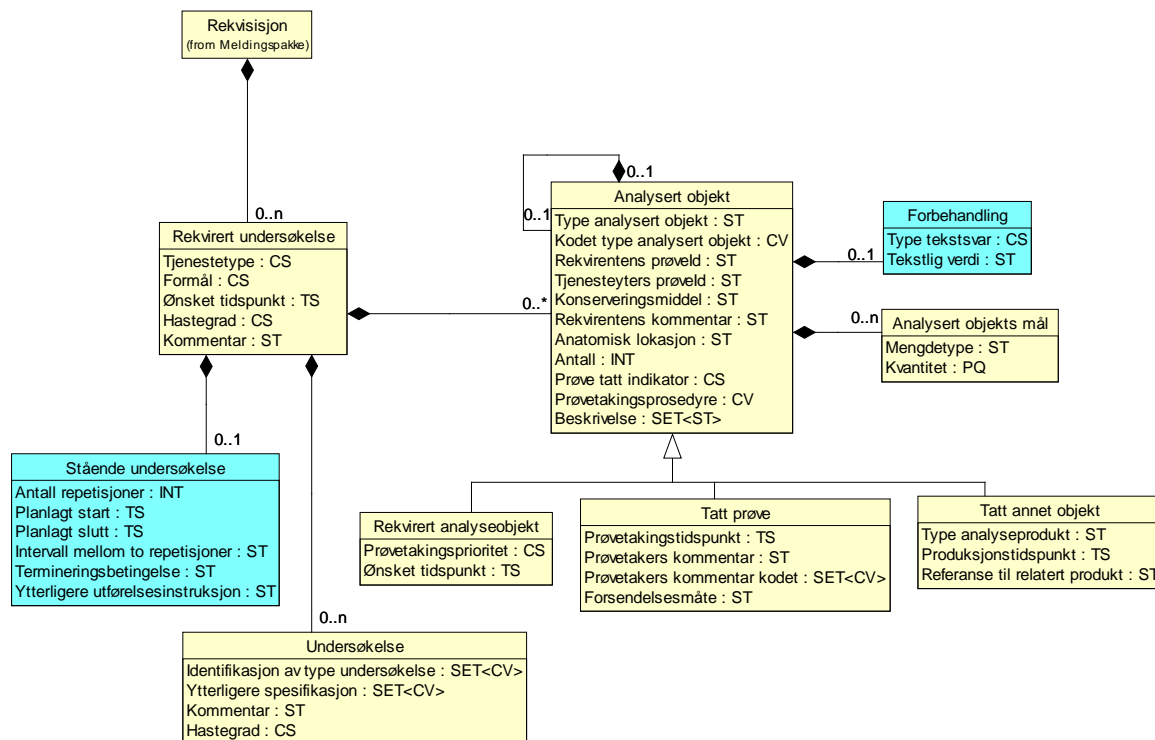 Rekvisisjon
(from Meldingspakke)
0..n
Rekvirert undersøkelse
Tjenestetype : CS
Formål : CS
Ønsket tidspunkt : TS
Hastegrad : CS
Kommentar : ST
0..*
0..1
0..1
Analysert objekt
Type analysert objekt : ST
Kodet type analysert objekt : CV
Rekvirentens prøveId : ST
Tjenesteyters prøveId : ST
Konserveringsmiddel : ST
Rekvirentens kommentar : ST
Anatomisk lokasjon : ST
Antall : INT
Prøve tatt indikator : CS
Prøvetakingsprosedyre : CV
Beskrivelse : SET<ST>
0..1
Forbehandling
Type tekstsvar : CS
Tekstlig verdi : ST
0..n
Analysert objekts mål
Mengdetype : ST
Kvantitet : PQ
0..1
Stående undersøkelse
Antall repetisjoner : INT
Planlagt start : TS
Planlagt slutt : TS
Intervall mellom to repetisjoner : ST
Termineringsbetingelse : ST
Ytterligere utførelsesinstruksjon : ST
0..n
Undersøkelse
Identifikasjon av type undersøkelse : SET<CV>
Ytterligere spesifikasjon : SET<CV>
Kommentar : ST
Hastegrad : CS
Rekvirert analyseobjekt
Prøvetakingsprioritet : CS
Ønsket tidspunkt : TS
Tatt prøve
Prøvetakingstidspunkt : TS
Prøvetakers kommentar : ST
Prøvetakers kommentar kodet : SET<CV>
Forsendelsesmåte : ST
Tatt annet objekt
Type analyseprodukt : ST
Produksjonstidspunkt : TS
Referanse til relatert produkt : ST